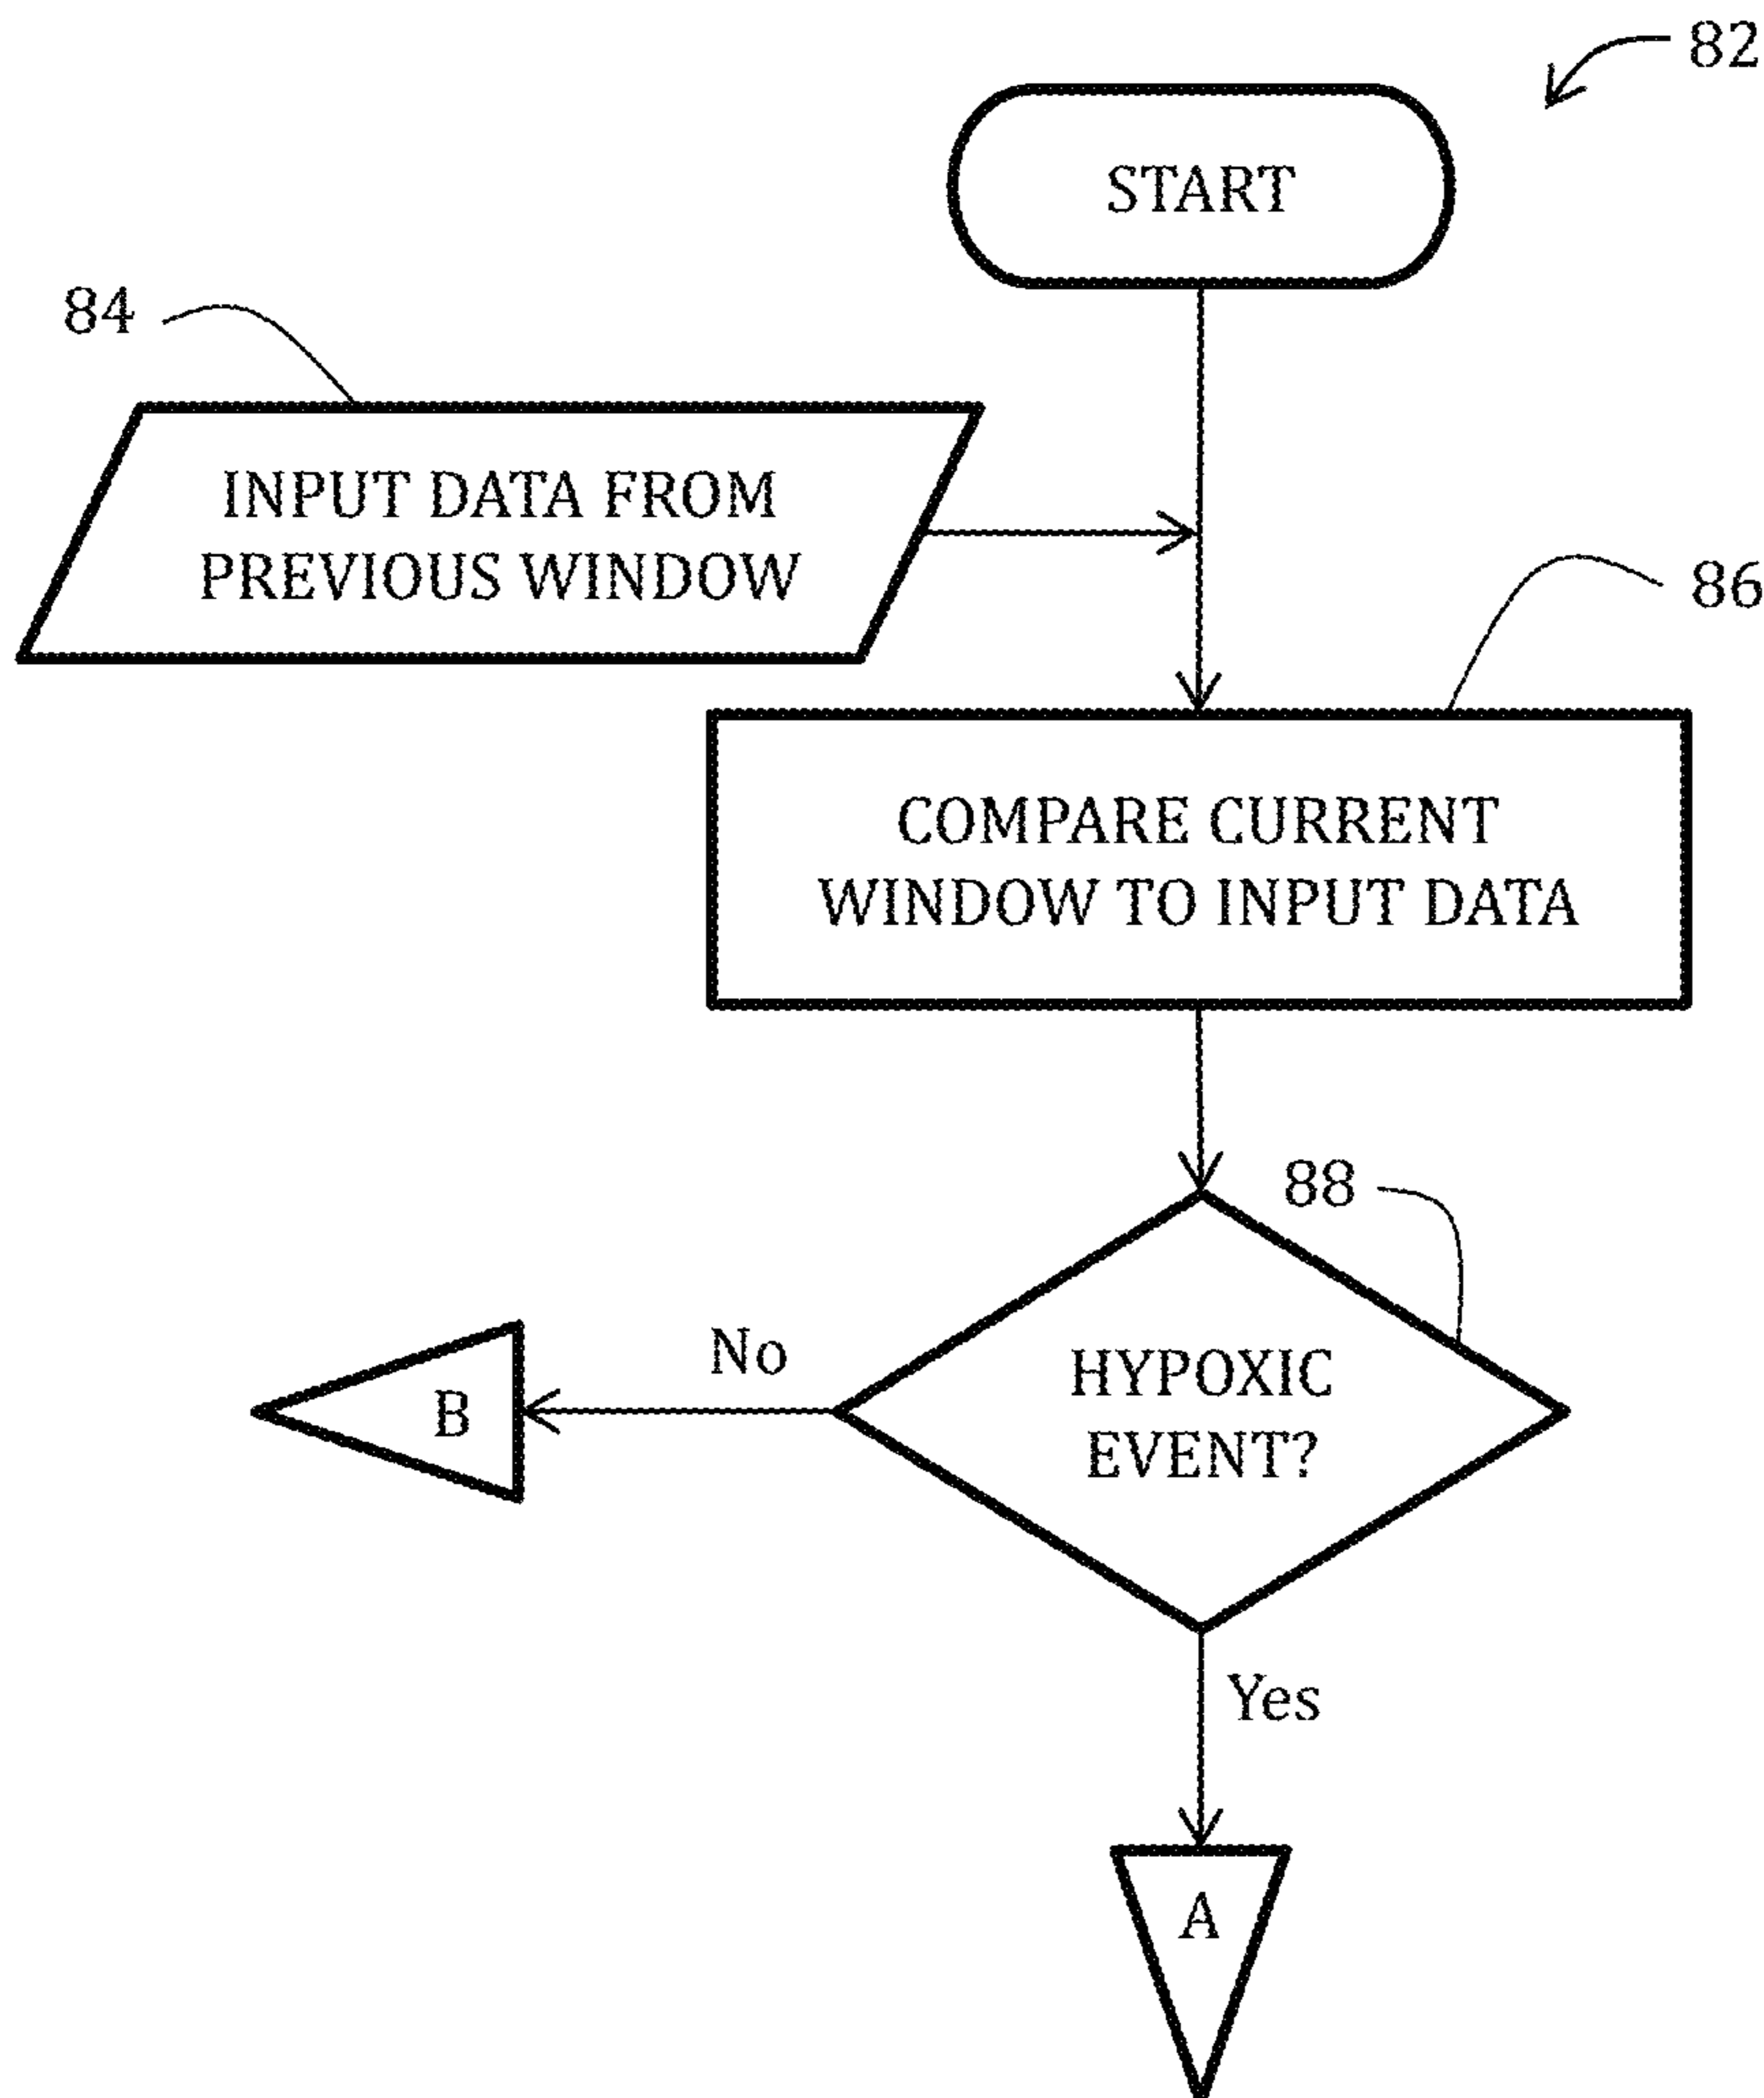 82
START
84
INPUT DATA FROM
PREVIOUS WINDOW
86
COMPARE CURRENT
WINDOW TO INPUT DATA
88
HYPOXIC
EVENT?
No
B
Yes
A